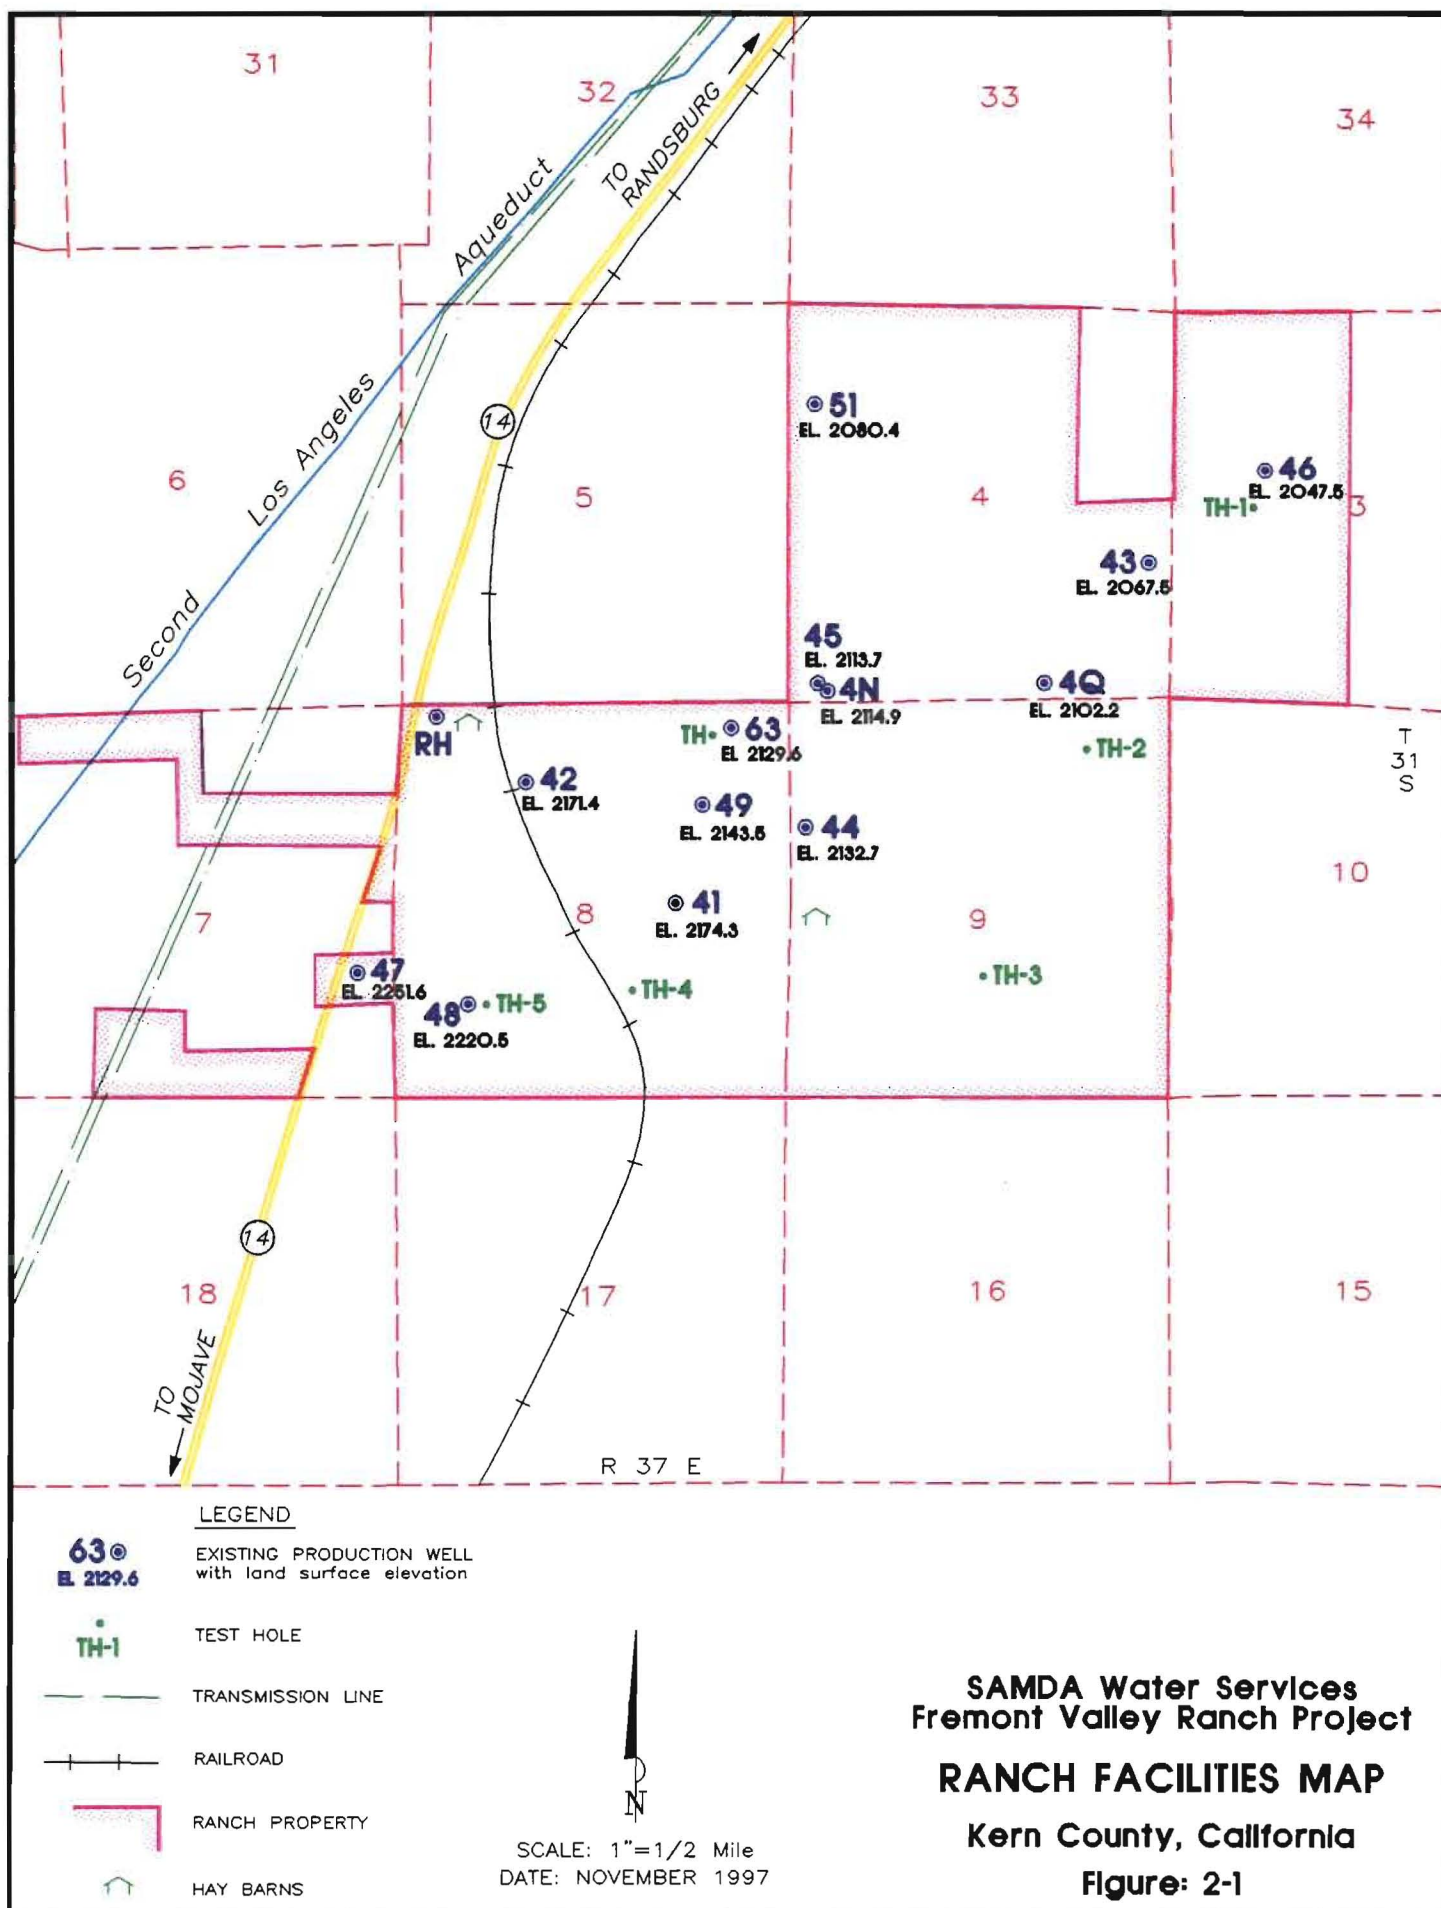 31
32
33
34
TO
RANDSBURG
Second Los Angeles Aqueduct
14
6
5
4
3
51
EL. 2080.4
46
EL. 2047.5
TH-1
43
EL. 2067.5
45
EL. 2113.7
4N
EL. 2114.9
4Q
EL. 2102.2
RH
TH
63
EL 2129.6
TH-2
T
31
S
42
EL. 2171.4
49
EL. 2143.5
44
EL. 2132.7
7
8
9
10
41
EL. 2174.3
47
EL. 2251.6
48
EL. 2220.5
TH-5
TH-4
TH-3
14
18
17
16
15
TO
MOJAVE
R 37 E
LEGEND
63
EL 2129.6
EXISTING PRODUCTION WELL
with land surface elevation
TH-1
TEST HOLE
TRANSMISSION LINE
RAILROAD
RANCH PROPERTY
HAY BARNS
N
SCALE: 1"=1/2 Mile
DATE: NOVEMBER 1997
SAMDA Water Services
Fremont Valley Ranch Project
RANCH FACILITIES MAP
Kern County, California
Figure: 2-1